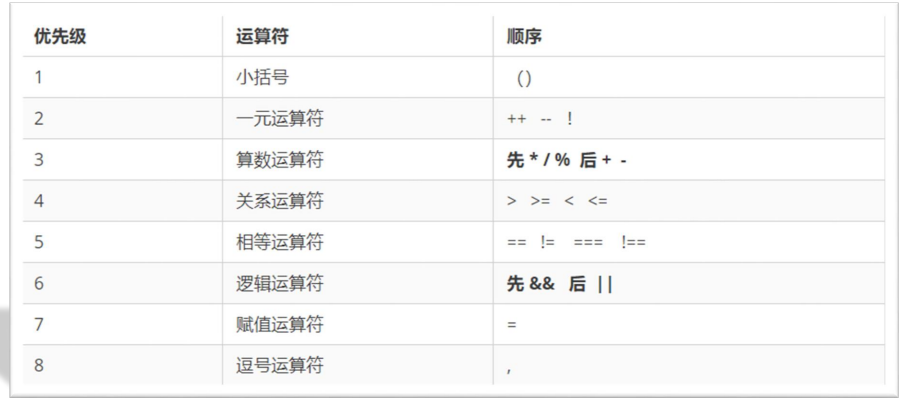 优先级 运算符 顺序
1 小括号 ()
2 一元运算符 ++ -- !
3 算数运算符 先 * / % 后 + -
4 关系运算符 > >= < <=
5 相等运算符 == != === !==
6 逻辑运算符 先 && 后 ||
7 赋值运算符 =
8 逗号运算符 ,